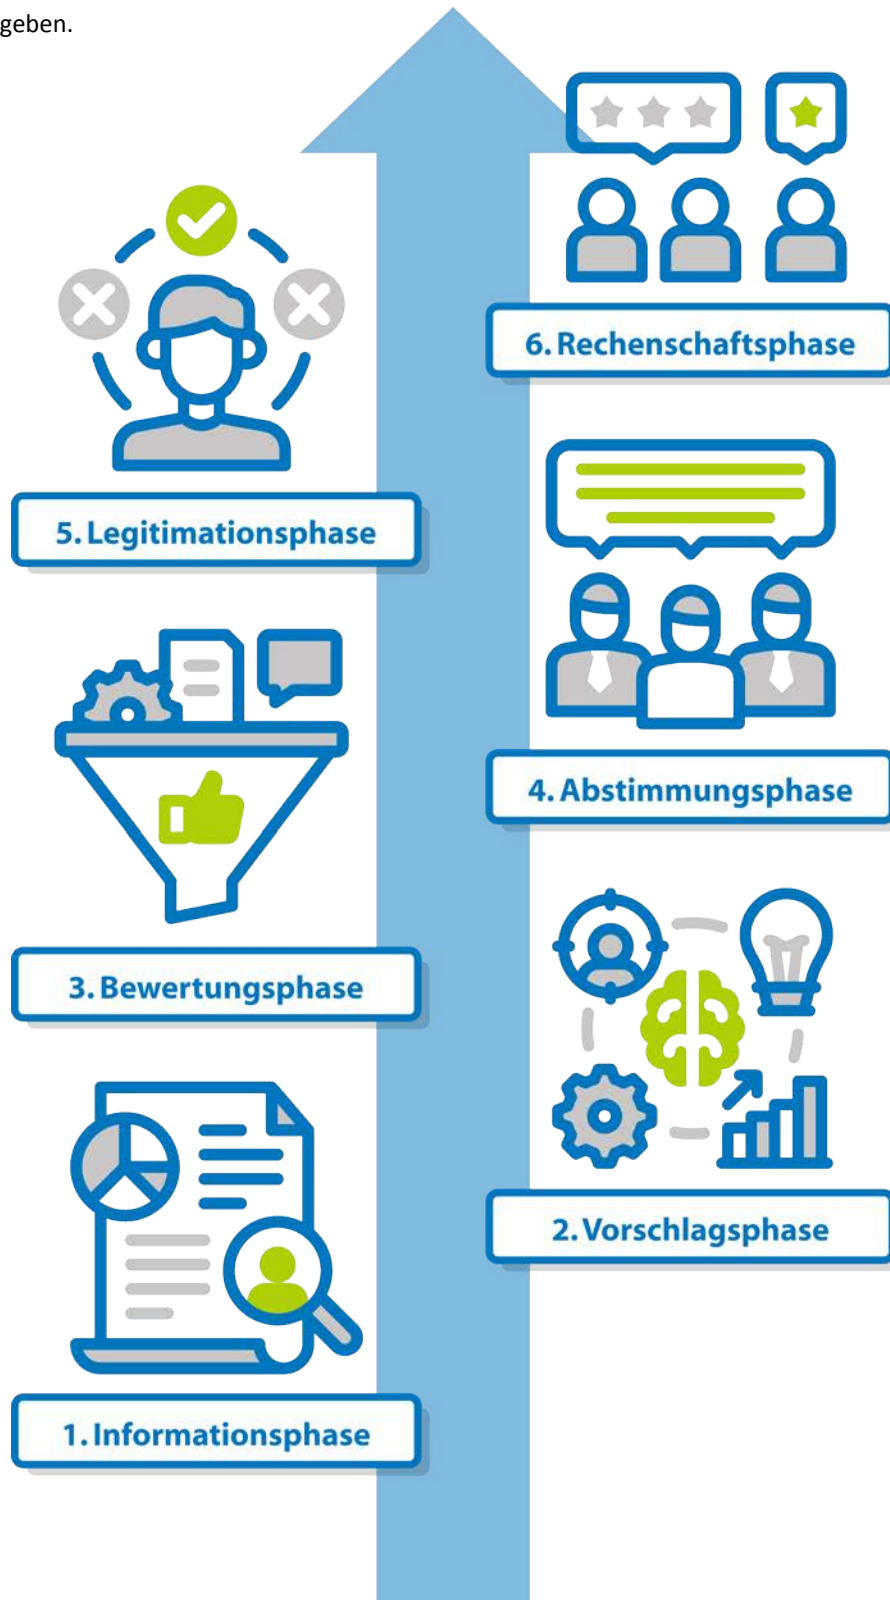 geben.
6. Rechenschaftsphase
5. Legitimationsphase
4. Abstimmungsphase
3. Bewertungsphase
2. Vorschlagsphase
1. Informationsphase